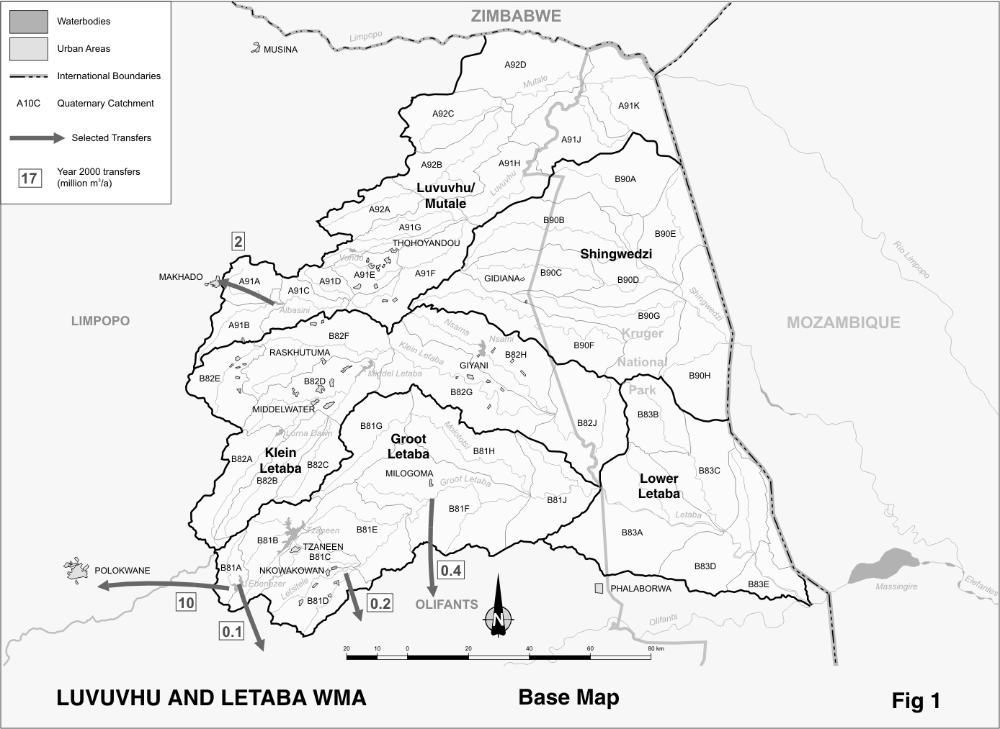 Waterbodies
Urban Areas
International Boundaries
A10C Quaternary Catchment
Selected Transfers
17 Year 2000 transfers
(million m³/a)
ZIMBABWE
Limpopo
MUSINA
A92D
Mutale
A92C
A91K
A91J
A92B
A91H
Luvuvhu
B90A
Luvuvhu/
Mutale
A92A
B90B
A91G
B90E
2
THOHOYANDOU
Vondo
Shingwedzi
Rio Limpopo
MAKHADO
A91A
A91C
A91D
A91E
A91F
GIDIANA
B90C
B90D
Albasini
Shingwedzi
LIMPOPO
A91B
B90G
MOZAMBIQUE
Nsama
Kruger
B82F
Nsami
B90F
RASKHUTUMA
Klein Letaba
B82H
National
GIYANI
B82E
B82D
Middel Letaba
B90H
B82G
Park
MIDDELWATER
B83B
B81G
B82J
Lorna Dawn
Molototsi
Groot
Letaba
Klein
Letaba
B82A
B82C
B82B
B81H
B83C
MILOGOMA
Groot Letaba
Lower
Letaba
B81J
B81F
Letaba
B81B
Tzaneen
B81E
B83A
TZANEEN
B81C
B81A
NKOWAKOWAN
POLOKWANE
0.4
B83D
Ebenezer
Letsitele
B83E
Massingire
Elefantes
PHALABORWA
10
B81D
0.2
OLIFANTS
N
Olifants
0.1
20 10 0 20 40 60 80 km
LUVUVHU AND LETABA WMA
Base Map
Fig 1